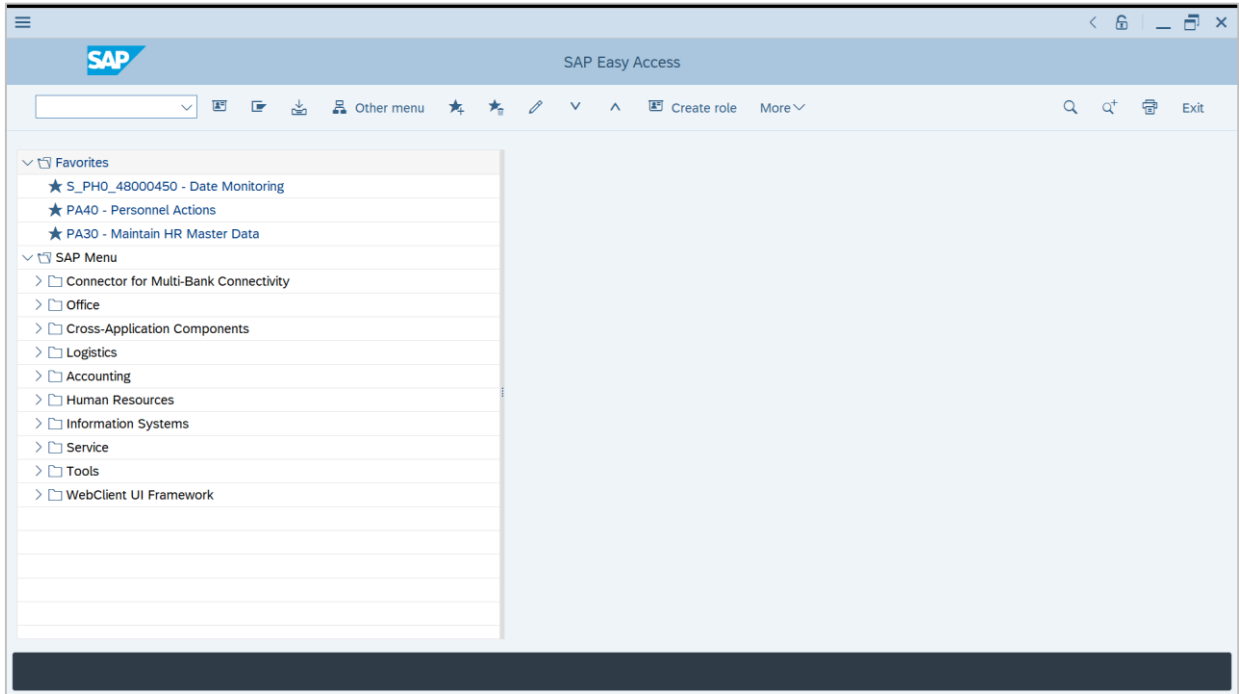 SAP
SAP Easy Access
Other menu Create role More Exit
Favorites
S_PH0_48000450 - Date Monitoring
PA40 - Personnel Actions
PA30 - Maintain HR Master Data
SAP Menu
Connector for Multi-Bank Connectivity
Office
Cross-Application Components
Logistics
Accounting
Human Resources
Information Systems
Service
Tools
WebClient UI Framework